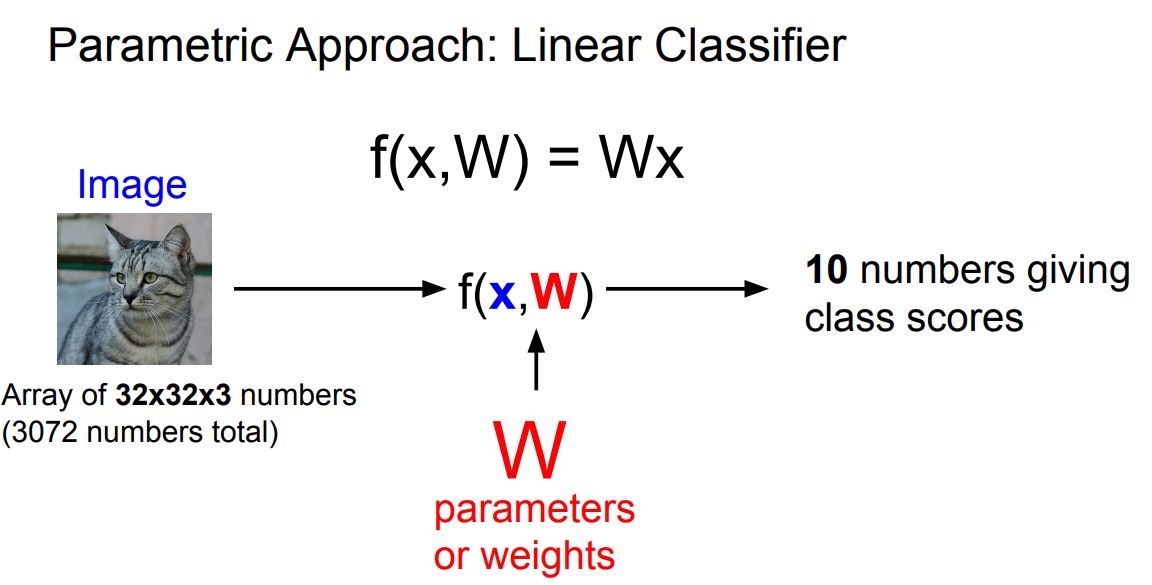 Parametric Approach: Linear Classifier
f(x,W) = Wx
Image
f(x,W)
10 numbers giving
class scores
Array of 32x32x3 numbers
(3072 numbers total)
W
parameters
or weights